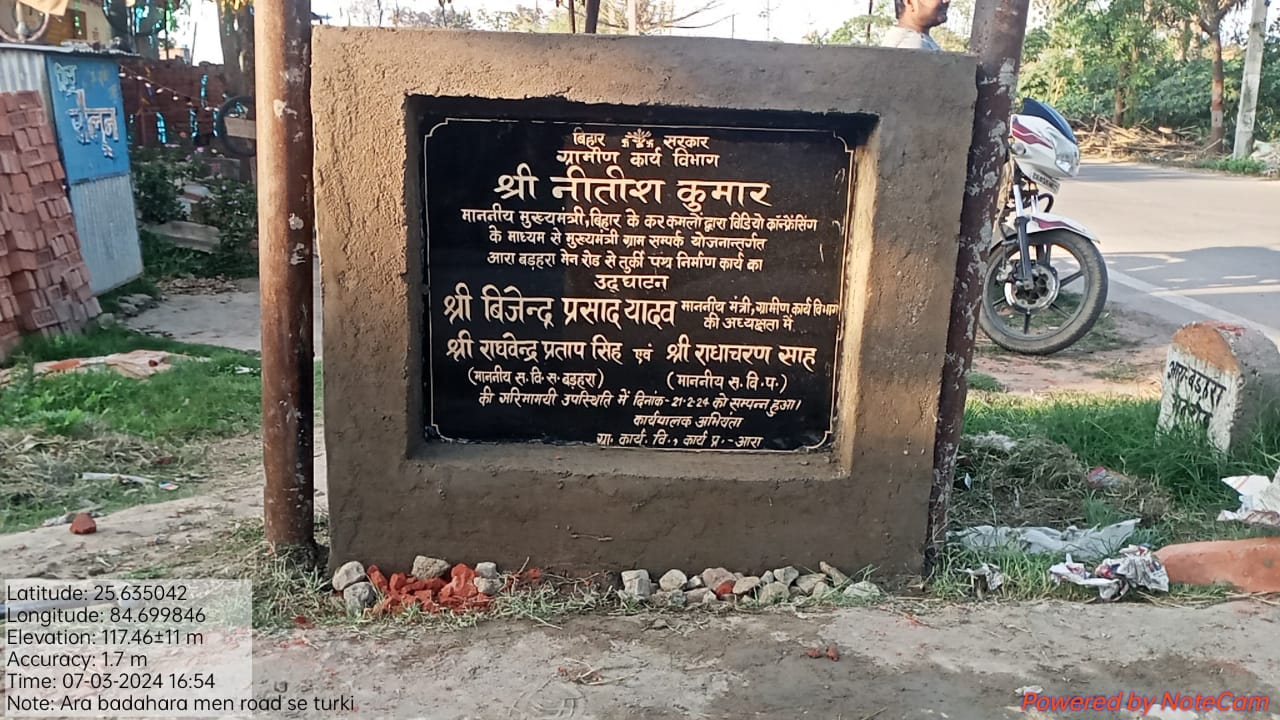 बिहार सरकार
ग्रामीण कार्य विभाग
श्री नीतीश कुमार
माननीय मुख्यमंत्री, बिहार के कर कमलों द्वारा विडियो कॉन्फ्रेंसिंग
के माध्यम से मुख्यमंत्री ग्राम सम्पर्क योजनान्तर्गत
आरा बड़हरा मेन रोड से तुर्की पथ निर्माण कार्य का
उद्घाटन
श्री बिजेन्द्र प्रसाद यादव माननीय मंत्री, ग्रामीण कार्य विभाग
की अध्यक्षता में
श्री राघवेन्द्र प्रताप सिंह एवं श्री राधाचरण साह
(माननीय स.वि.स. बड़हरा) (माननीय स.वि.प.)
की गरिमामयी उपस्थिति में दिनांक-21-2-24 को सम्पन्न हुआ।
कार्यपालक अभियंता
ग्रा. कार्य. वि., कार्य प्र.-आरा
सैलून
Latitude: 25.635042
Longitude: 84.699846
Elevation: 117.46±11 m
Accuracy: 1.7 m
Time: 07-03-2024 16:54
Note: Ara badahara men road se turki
Powered by NoteCam